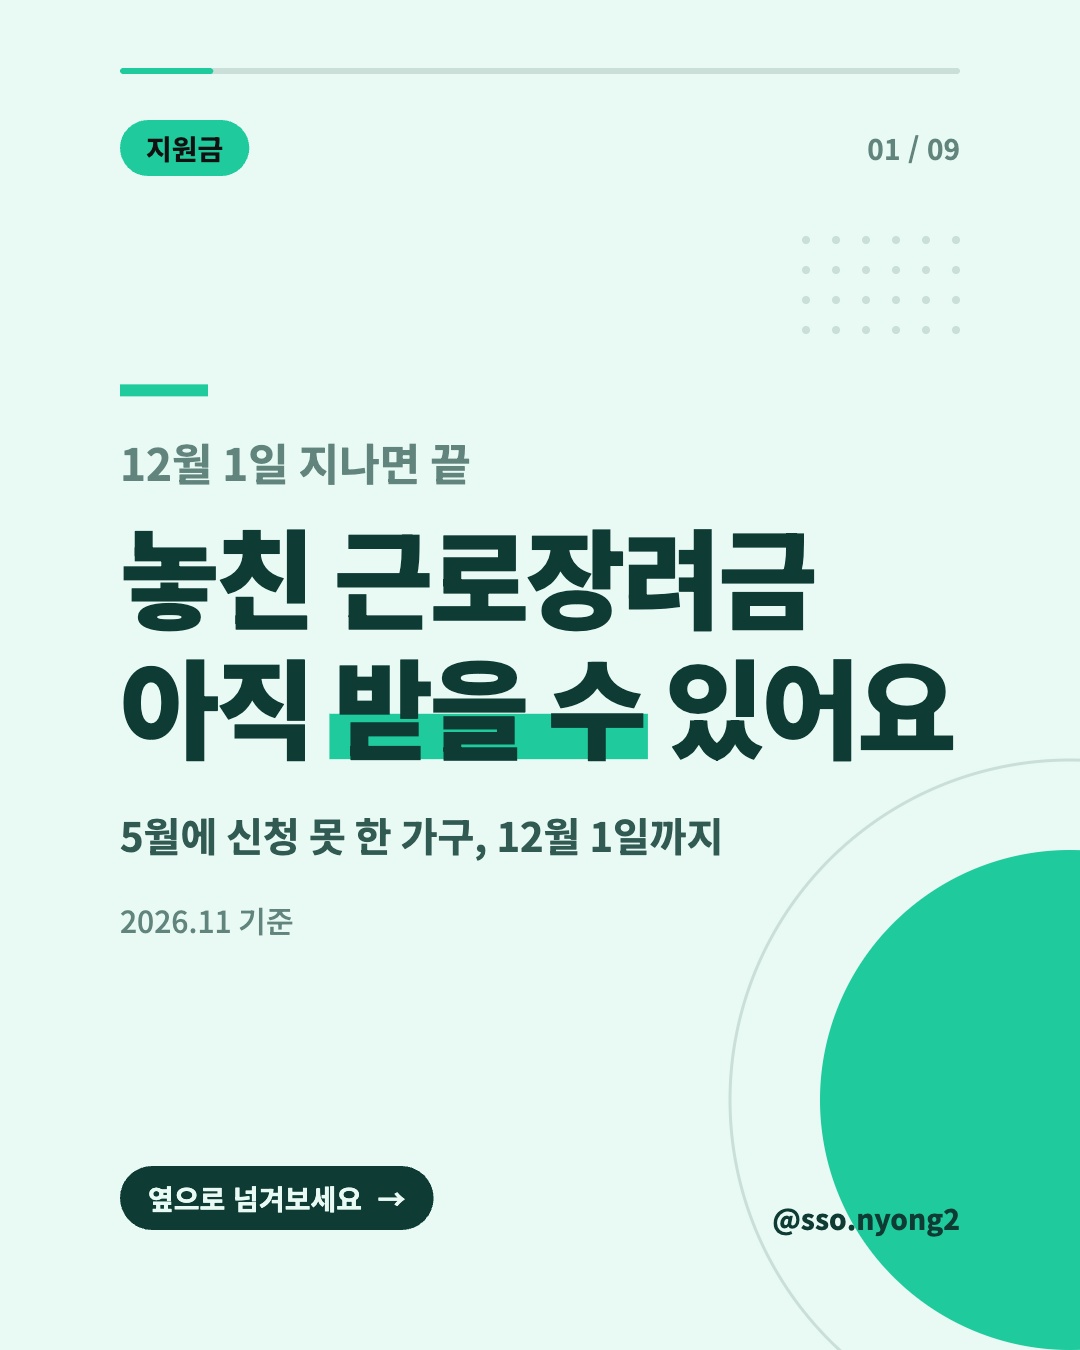 지원금
01 / 09
12월 1일 지나면 끝
놓친 근로장려금
아직 받을 수 있어요
5월에 신청 못 한 가구, 12월 1일까지
2026.11 기준
옆으로 넘겨보세요 →
@sso.nyong2